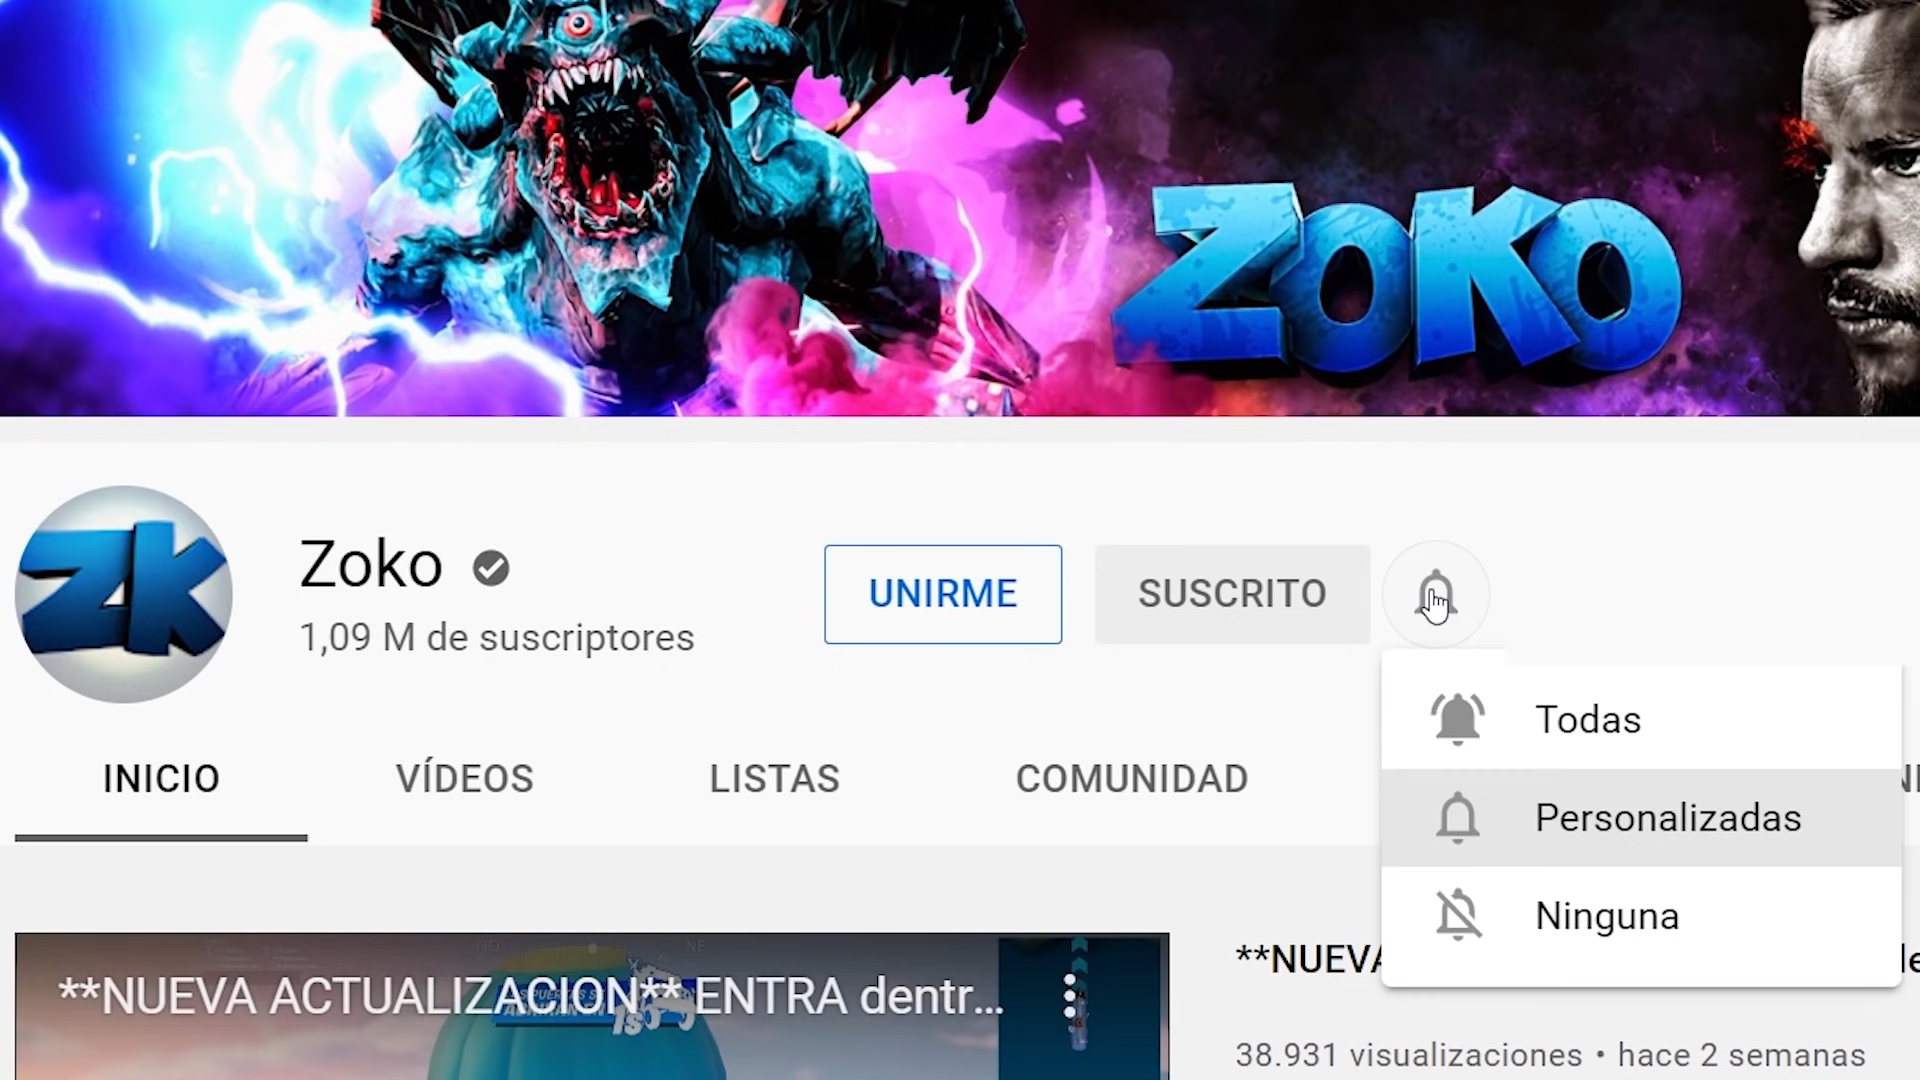 ZOKO
ZK
Zoko
1,09 M de suscriptores
UNIRME
SUSCRITO
INICIO
VÍDEOS
LISTAS
COMUNIDAD
Todas
Personalizadas
Ninguna
**NUEVA ACTUALIZACION** ENTRA dentr...
**NUEVA
38.931 visualizaciones • hace 2 semanas